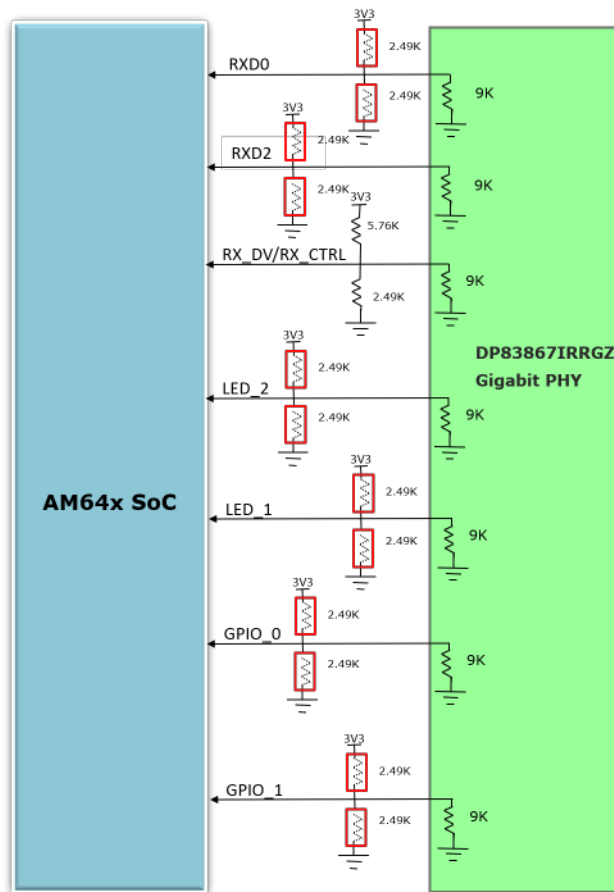 3V3
RXD0
2.49K
2.49K
9K
3V3
2.49K
RXD2
2.49K
9K
3V3
5.76K
RX_DV/RX_CTRL
2.49K
9K
DP83867IRRGZ
Gigabit PHY
3V3
2.49K
LED_2
2.49K
9K
AM64x SoC
3V3
2.49K
LED_1
2.49K
9K
3V3
2.49K
GPIO_0
2.49K
9K
3V3
2.49K
GPIO_1
2.49K
9K